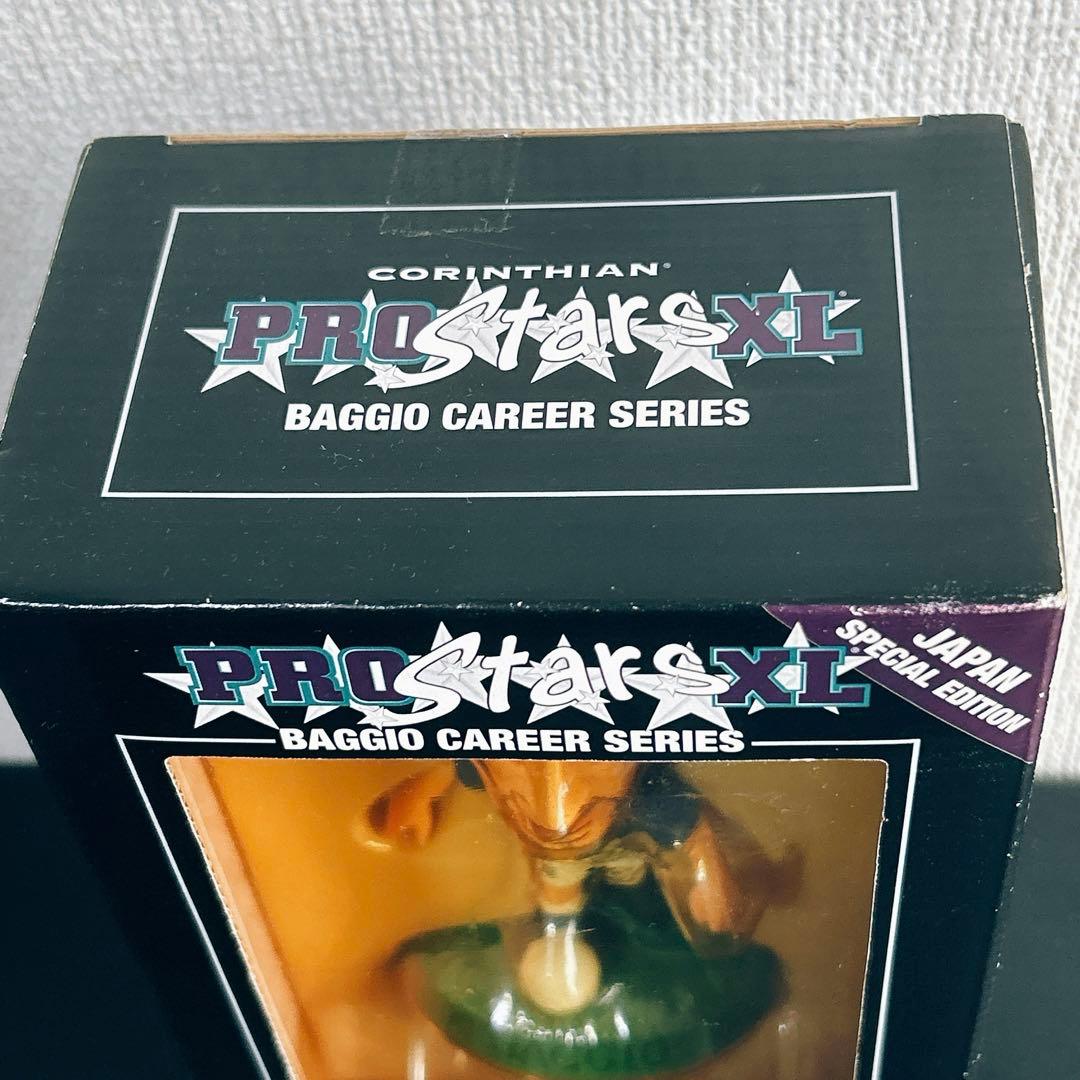 CORINTHIAN®
PROStarsXL®
BAGGIO CAREER SERIES
PROStarsXL®
BAGGIO CAREER SERIES
JAPAN
SPECIAL EDITION